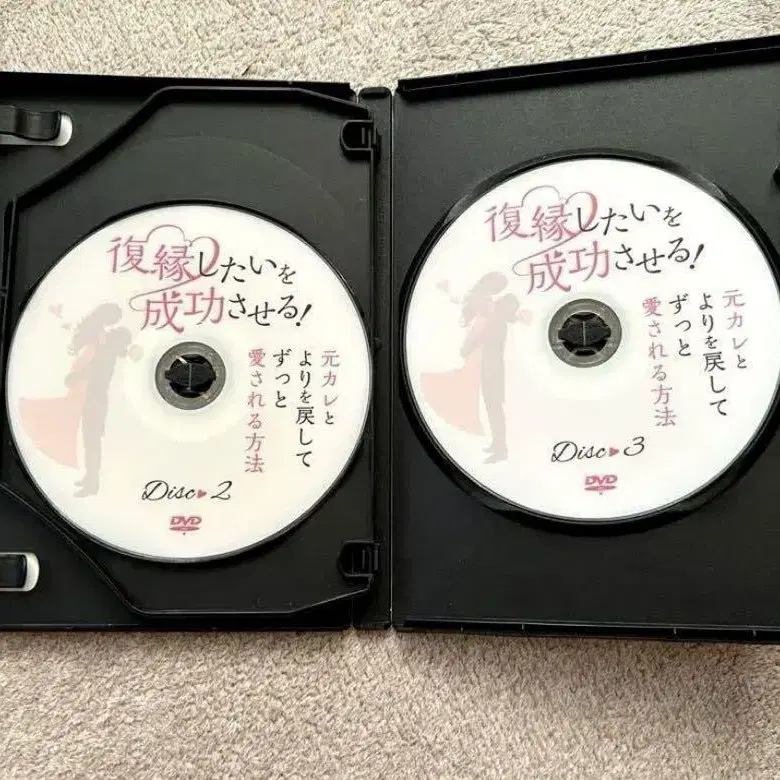 復縁したいを
成功させる!
元カレと
よりを戻して
ずっと
愛される方法
Disc 2
DVD
復縁したいを
成功させる!
元カレと
よりを戻して
ずっと
愛される方法
Disc 3
DVD